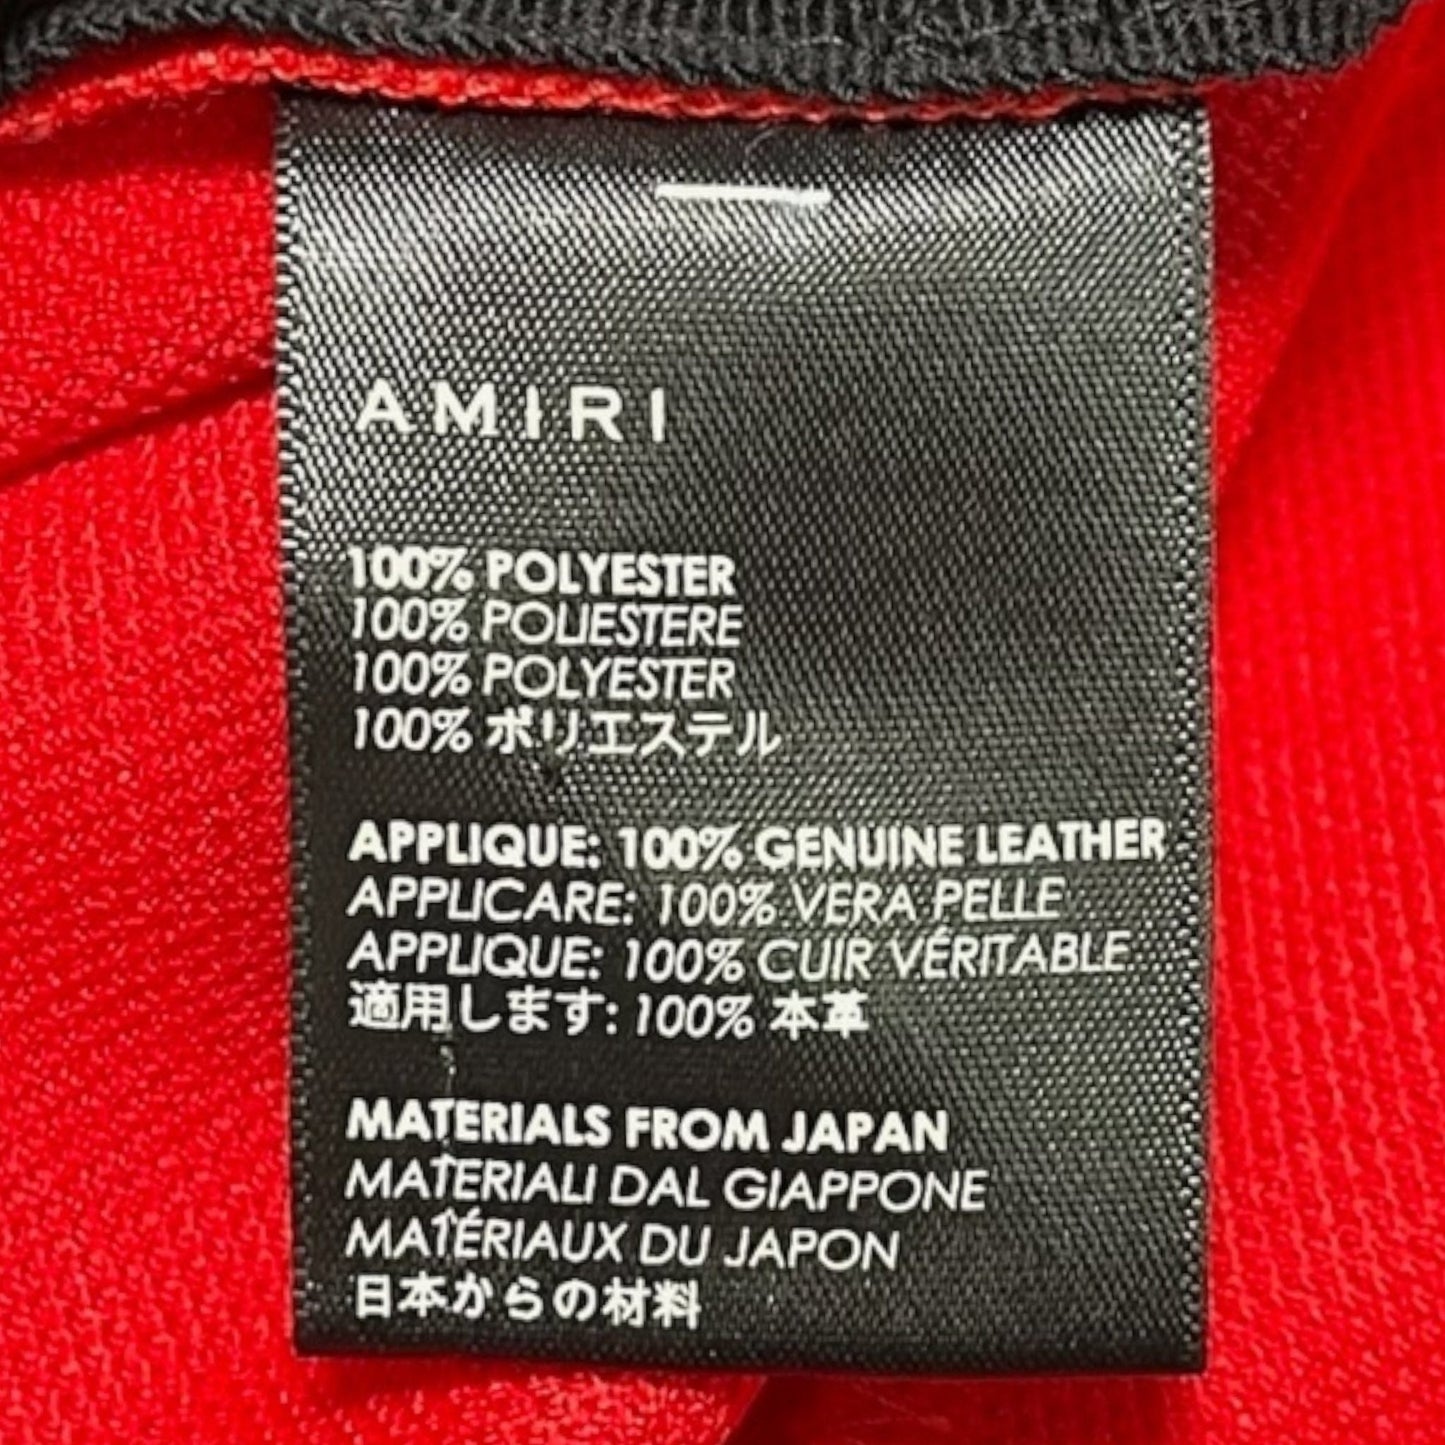 AMIRI
100% POLYESTER
100% POLIESTERE
100% POLYESTER
100% ポリエステル
APPLIQUE: 100% GENUINE LEATHER
APPLICARE: 100% VERA PELLE
APPLIQUE: 100% CUIR VÉRITABLE
適用します: 100% 本革
MATERIALS FROM JAPAN
MATERIALI DAL GIAPPONE
MATÉRIAUX DU JAPON
日本からの材料